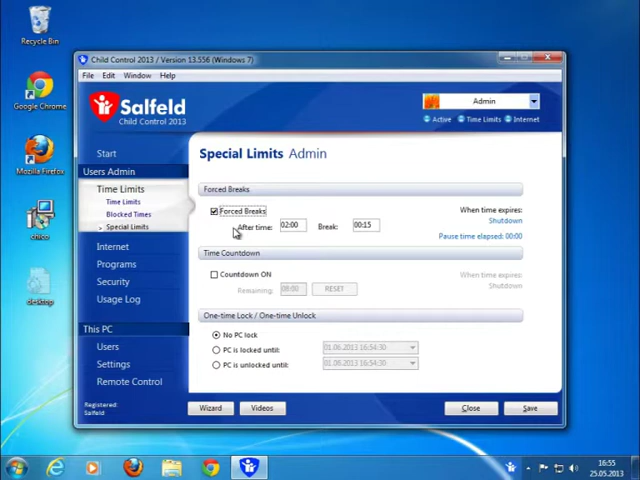 Recycle Bin
Google Chrome
Mozilla Firefox
chico
desktop
Child Control 2013 / Version 13.556 (Windows 7)
File Edit Window Help
Salfeld
Child Control 2013
Admin
Active Time Limits Internet
Start
Users Admin
Time Limits
Time Limits
Blocked Times
> Special Limits
Internet
Programs
Security
Usage Log
This PC
Users
Settings
Remote Control
Registered:
Salfeld
Special Limits Admin
Forced Breaks
Forced Breaks
After time: 02:00 Break: 00:15
When time expires:
Shutdown
Pause time elapsed: 00:00
Time Countdown
Countdown ON
Remaining: 00:00 RESET
When time expires:
Shutdown
One-time Lock / One-time Unlock
No PC lock
PC is locked until: 01.06.2013 16:54:30
PC is unlocked until: 01.08.2013 16:54:30
Wizard Videos Close Save
16:55
25.05.2013